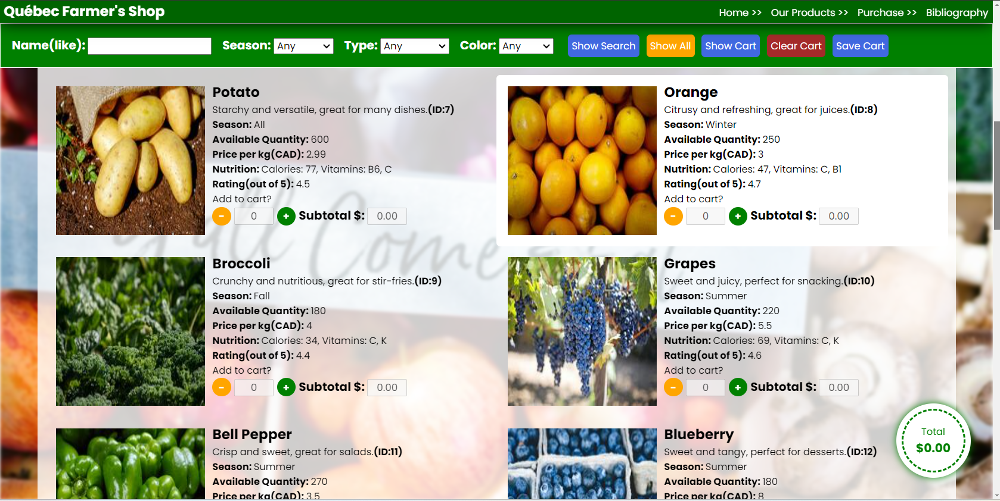 Québec Farmer's Shop
Home >> Our Products >> Purchase >> Bibliography
Name(like): Season: Any Type: Any Color: Any Show Search Show All Show Cart Clear Cart Save Cart
Potato
Starchy and versatile, great for many dishes.(ID:7)
Season: All
Available Quantity: 600
Price per kg(CAD): 2.99
Nutrition: Calories: 77, Vitamins: B6, C
Rating(out of 5): 4.5
Add to cart?
- 0 + Subtotal $: 0.00
Orange
Citrusy and refreshing, great for juices.(ID:8)
Season: Winter
Available Quantity: 250
Price per kg(CAD): 3
Nutrition: Calories: 47, Vitamins: C, B1
Rating(out of 5): 4.7
Add to cart?
- 0 + Subtotal $: 0.00
Y'all Come
Broccoli
Crunchy and nutritious, great for stir-fries.(ID:9)
Season: Fall
Available Quantity: 180
Price per kg(CAD): 4
Nutrition: Calories: 34, Vitamins: C, K
Rating(out of 5): 4.4
Add to cart?
- 0 + Subtotal $: 0.00
Grapes
Sweet and juicy, perfect for snacking.(ID:10)
Season: Summer
Available Quantity: 220
Price per kg(CAD): 5.5
Nutrition: Calories: 69, Vitamins: C, K
Rating(out of 5): 4.6
Add to cart?
- 0 + Subtotal $: 0.00
Bell Pepper
Crisp and sweet, great for salads.(ID:11)
Season: Summer
Available Quantity: 270
Price per kg(CAD): 3.5
Blueberry
Sweet and tangy, perfect for desserts.(ID:12)
Season: Summer
Available Quantity: 180
Price per kg(CAD): 8
Total
$0.00